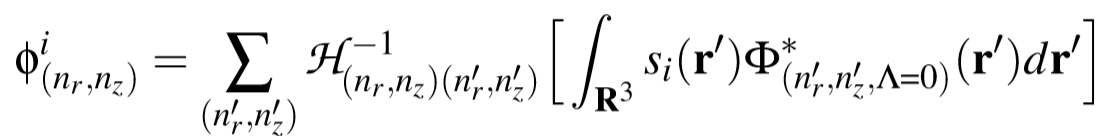 $\phi^{i}_{(n_r,n_z)} = \sum_{(n'_r,n'_z)} \mathcal{H}^{-1}_{(n_r,n_z)(n'_r,n'_z)} \left[ \int_{\mathbf{R}^3} s_i(\mathbf{r}')\Phi^{*}_{(n'_r,n'_z,\Lambda=0)}(\mathbf{r}')d\mathbf{r}' \right]$